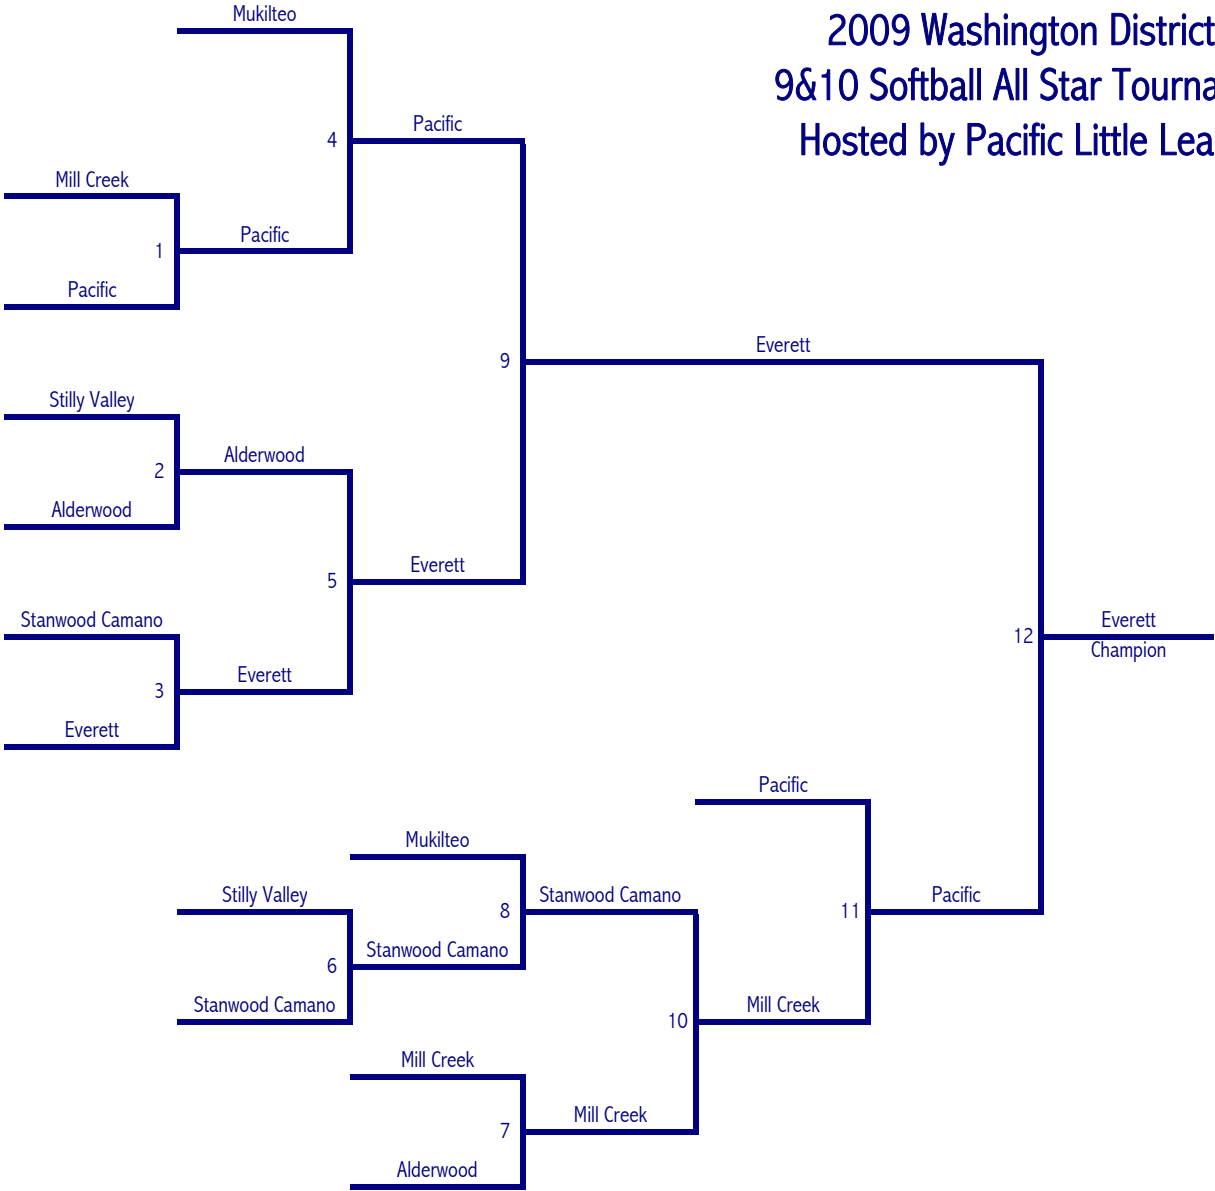 Mukilteo
2009 Washington District
9&10 Softball All Star Tourna
Hosted by Pacific Little Lea
Pacific
4
Mill Creek
Pacific
1
Pacific
Everett
9
Stilly Valley
Alderwood
2
Alderwood
Everett
5
Stanwood Camano
Everett
12
Champion
Everett
3
Everett
Pacific
Mukilteo
Stilly Valley
Stanwood Camano
Pacific
8
11
Stanwood Camano
6
Stanwood Camano
Mill Creek
10
Mill Creek
Mill Creek
7
Alderwood